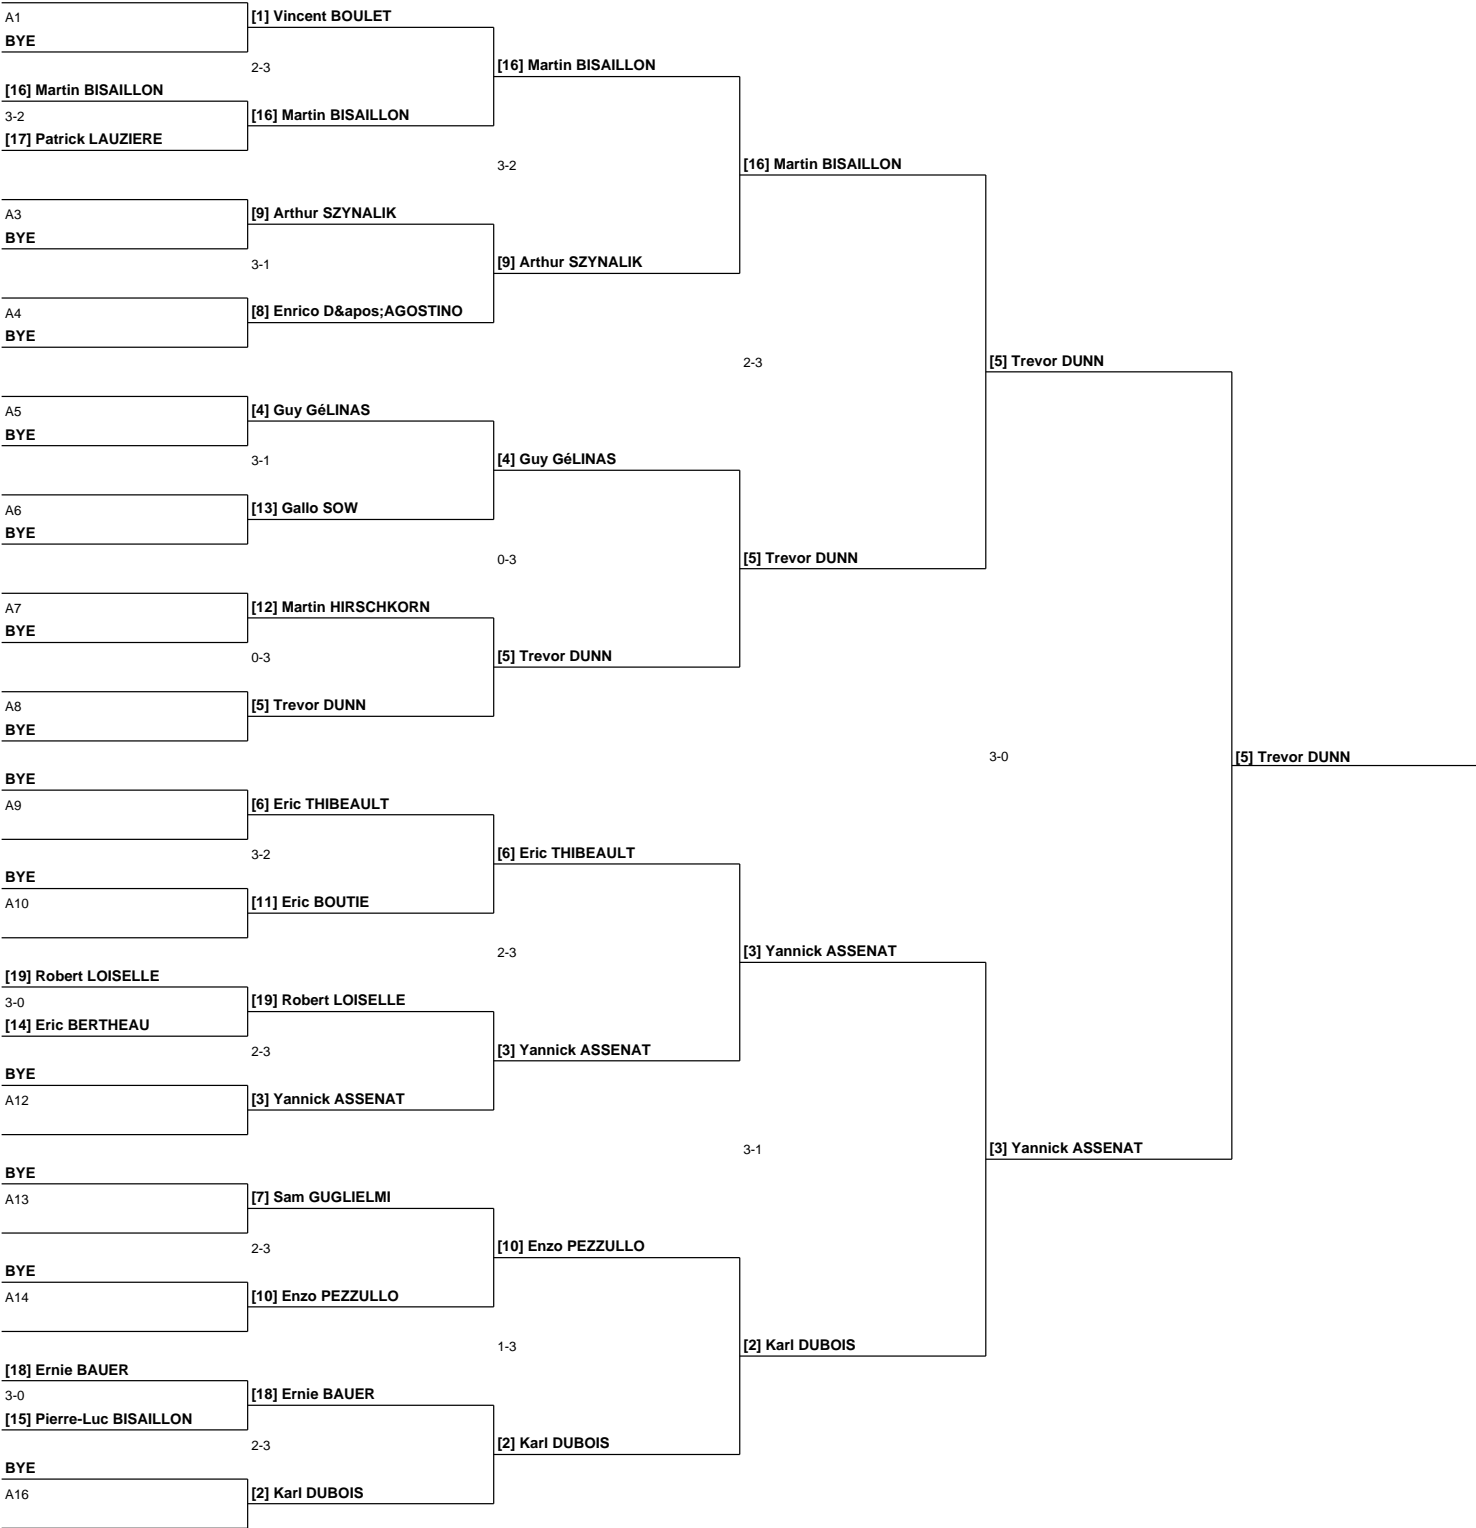 A1
BYE
[1] Vincent BOULET
2-3
[16] Martin BISAILLON
3-2
[17] Patrick LAUZIERE
[16] Martin BISAILLON
[16] Martin BISAILLON
3-2
A3
BYE
[9] Arthur SZYNALIK
3-1
A4
BYE
[8] Enrico D&apos;AGOSTINO
[9] Arthur SZYNALIK
[16] Martin BISAILLON
2-3
A5
BYE
[4] Guy GéLINAS
3-1
A6
BYE
[13] Gallo SOW
[4] Guy GéLINAS
0-3
A7
BYE
[12] Martin HIRSCHKORN
0-3
A8
BYE
[5] Trevor DUNN
[5] Trevor DUNN
[5] Trevor DUNN
[5] Trevor DUNN
3-0
[5] Trevor DUNN
BYE
A9
[6] Eric THIBEAULT
3-2
BYE
A10
[11] Eric BOUTIE
[6] Eric THIBEAULT
2-3
[19] Robert LOISELLE
3-0
[14] Eric BERTHEAU
[19] Robert LOISELLE
2-3
BYE
A12
[3] Yannick ASSENAT
[3] Yannick ASSENAT
[3] Yannick ASSENAT
3-1
[3] Yannick ASSENAT
BYE
A13
[7] Sam GUGLIELMI
2-3
BYE
A14
[10] Enzo PEZZULLO
[10] Enzo PEZZULLO
1-3
[2] Karl DUBOIS
[18] Ernie BAUER
3-0
[15] Pierre-Luc BISAILLON
[18] Ernie BAUER
2-3
BYE
A16
[2] Karl DUBOIS
[2] Karl DUBOIS